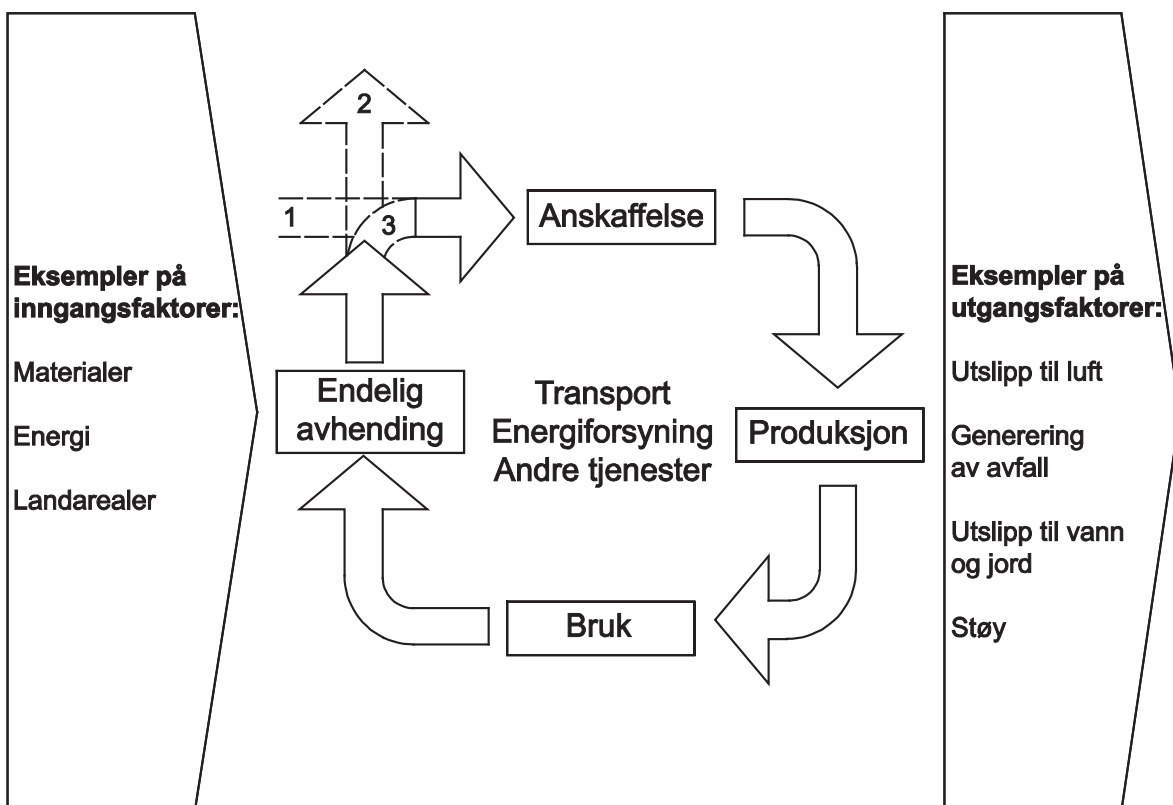 Eksempler på
inngangsfaktorer:
Materialer
Energi
Landarealer
2
1
3
Anskaffelse
Endelig
avhending
Transport
Energiforsyning
Andre tjenester
Produksjon
Bruk
Eksempler på
utgangsfaktorer:
Utslipp til luft
Generering
av avfall
Utslipp til vann
og jord
Støy